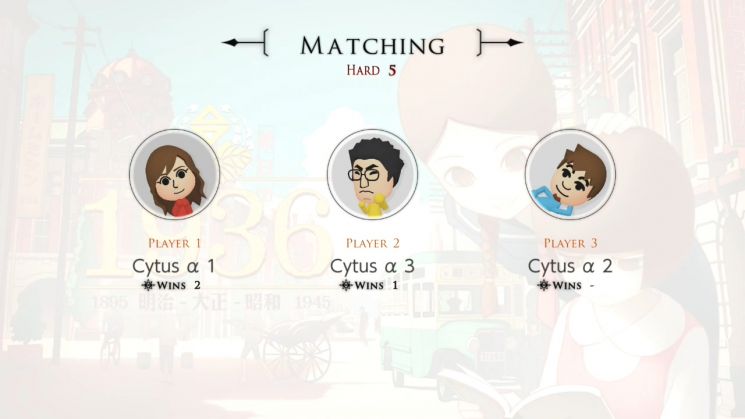 MATCHING
HARD 5
PLAYER 1
Cytus α 1
WINS 2
PLAYER 2
Cytus α 3
WINS 1
PLAYER 3
Cytus α 2
WINS -
1936
1895 明治 - 大正 - 昭和 1945